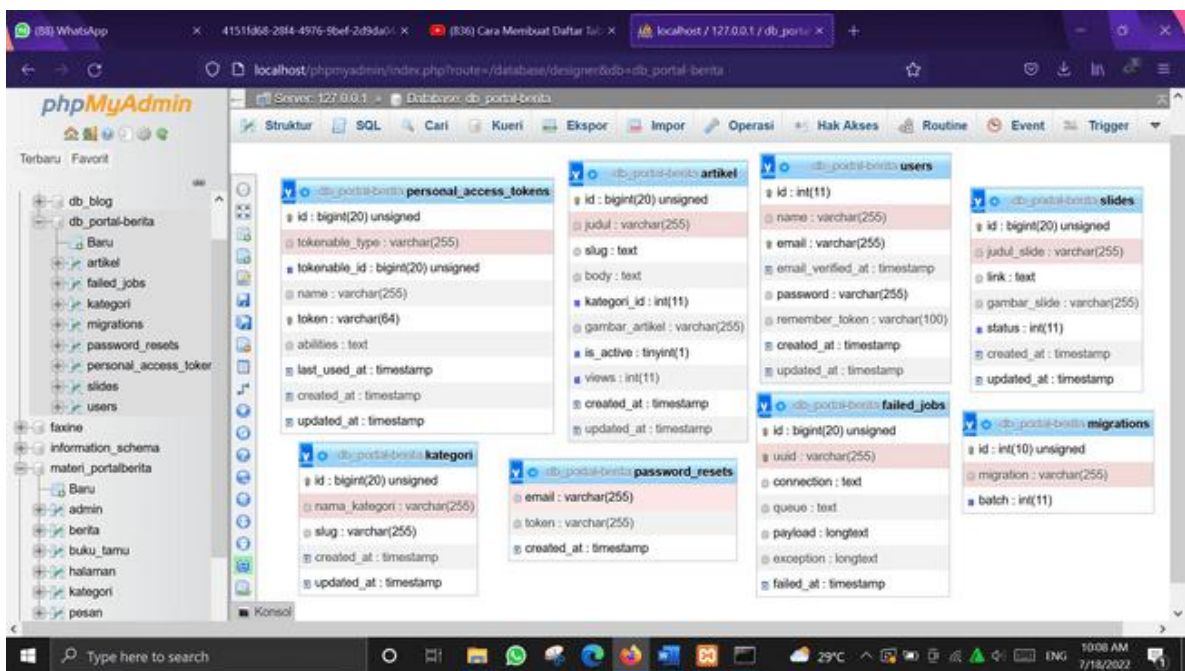 (88) WhatsApp
41511d68-28f4-4976-9bef-2d9da0
(836) Cara Membuat Daftar Tab
localhost / 127.0.0.1 / db_porta
localhost/phpmyadmin/index.php?route=/database/designer&db=db_portal-berita
phpMyAdmin
Terbaru Favorit
db_blog
db_portal-berita
Baru
artikel
failed_jobs
kategori
migrations
password_resets
personal_access_toker
slides
users
faxine
information_schema
materi_portalberita
Baru
admin
berita
buku_tamu
halaman
kategori
pesan
Server: 127.0.0.1 » Database: db_portal-berita
Struktur SQL Cari Kueri Ekspor Impor Operasi Hak Akses Routine Event Trigger
db_portal-berita personal_access_tokens
id : bigint(20) unsigned
tokenable_type : varchar(255)
tokenable_id : bigint(20) unsigned
name : varchar(255)
token : varchar(64)
abilities : text
last_used_at : timestamp
created_at : timestamp
updated_at : timestamp
db_portal-berita artikel
id : bigint(20) unsigned
judul : varchar(255)
slug : text
body : text
kategori_id : int(11)
gambar_artikel : varchar(255)
is_active : tinyint(1)
views : int(11)
created_at : timestamp
updated_at : timestamp
db_portal-berita users
id : int(11)
name : varchar(255)
email : varchar(255)
email_verified_at : timestamp
password : varchar(255)
remember_token : varchar(100)
created_at : timestamp
updated_at : timestamp
db_portal-berita slides
id : bigint(20) unsigned
judul_slide : varchar(255)
link : text
gambar_slide : varchar(255)
status : int(11)
created_at : timestamp
updated_at : timestamp
db_portal-berita kategori
id : bigint(20) unsigned
nama_kategori : varchar(255)
slug : varchar(255)
created_at : timestamp
updated_at : timestamp
db_portal-berita password_resets
email : varchar(255)
token : varchar(255)
created_at : timestamp
db_portal-berita failed_jobs
id : bigint(20) unsigned
uuid : varchar(255)
connection : text
queue : text
payload : longtext
exception : longtext
failed_at : timestamp
db_portal-berita migrations
id : int(10) unsigned
migration : varchar(255)
batch : int(11)
Konsol
Type here to search
29°C
ING
10:08 AM
7/18/2022